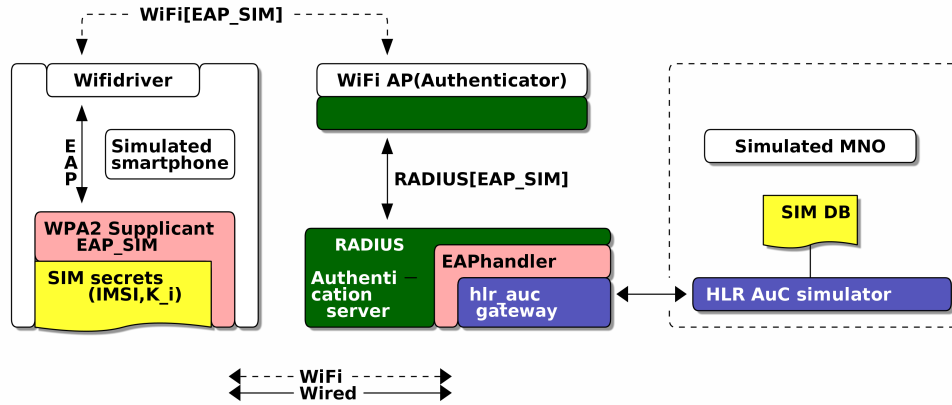 WiFi[EAP_SIM]
Wifidriver
WiFi AP(Authenticator)
E
A
P
Simulated
smartphone
Simulated MNO
RADIUS[EAP_SIM]
WPA2 Supplicant
EAP_SIM
SIM secrets
(IMSI,K_i)
RADIUS
Authenti –
cation
server
EAPhandler
hlr_auc
gateway
SIM DB
HLR AuC simulator
WiFi
Wired